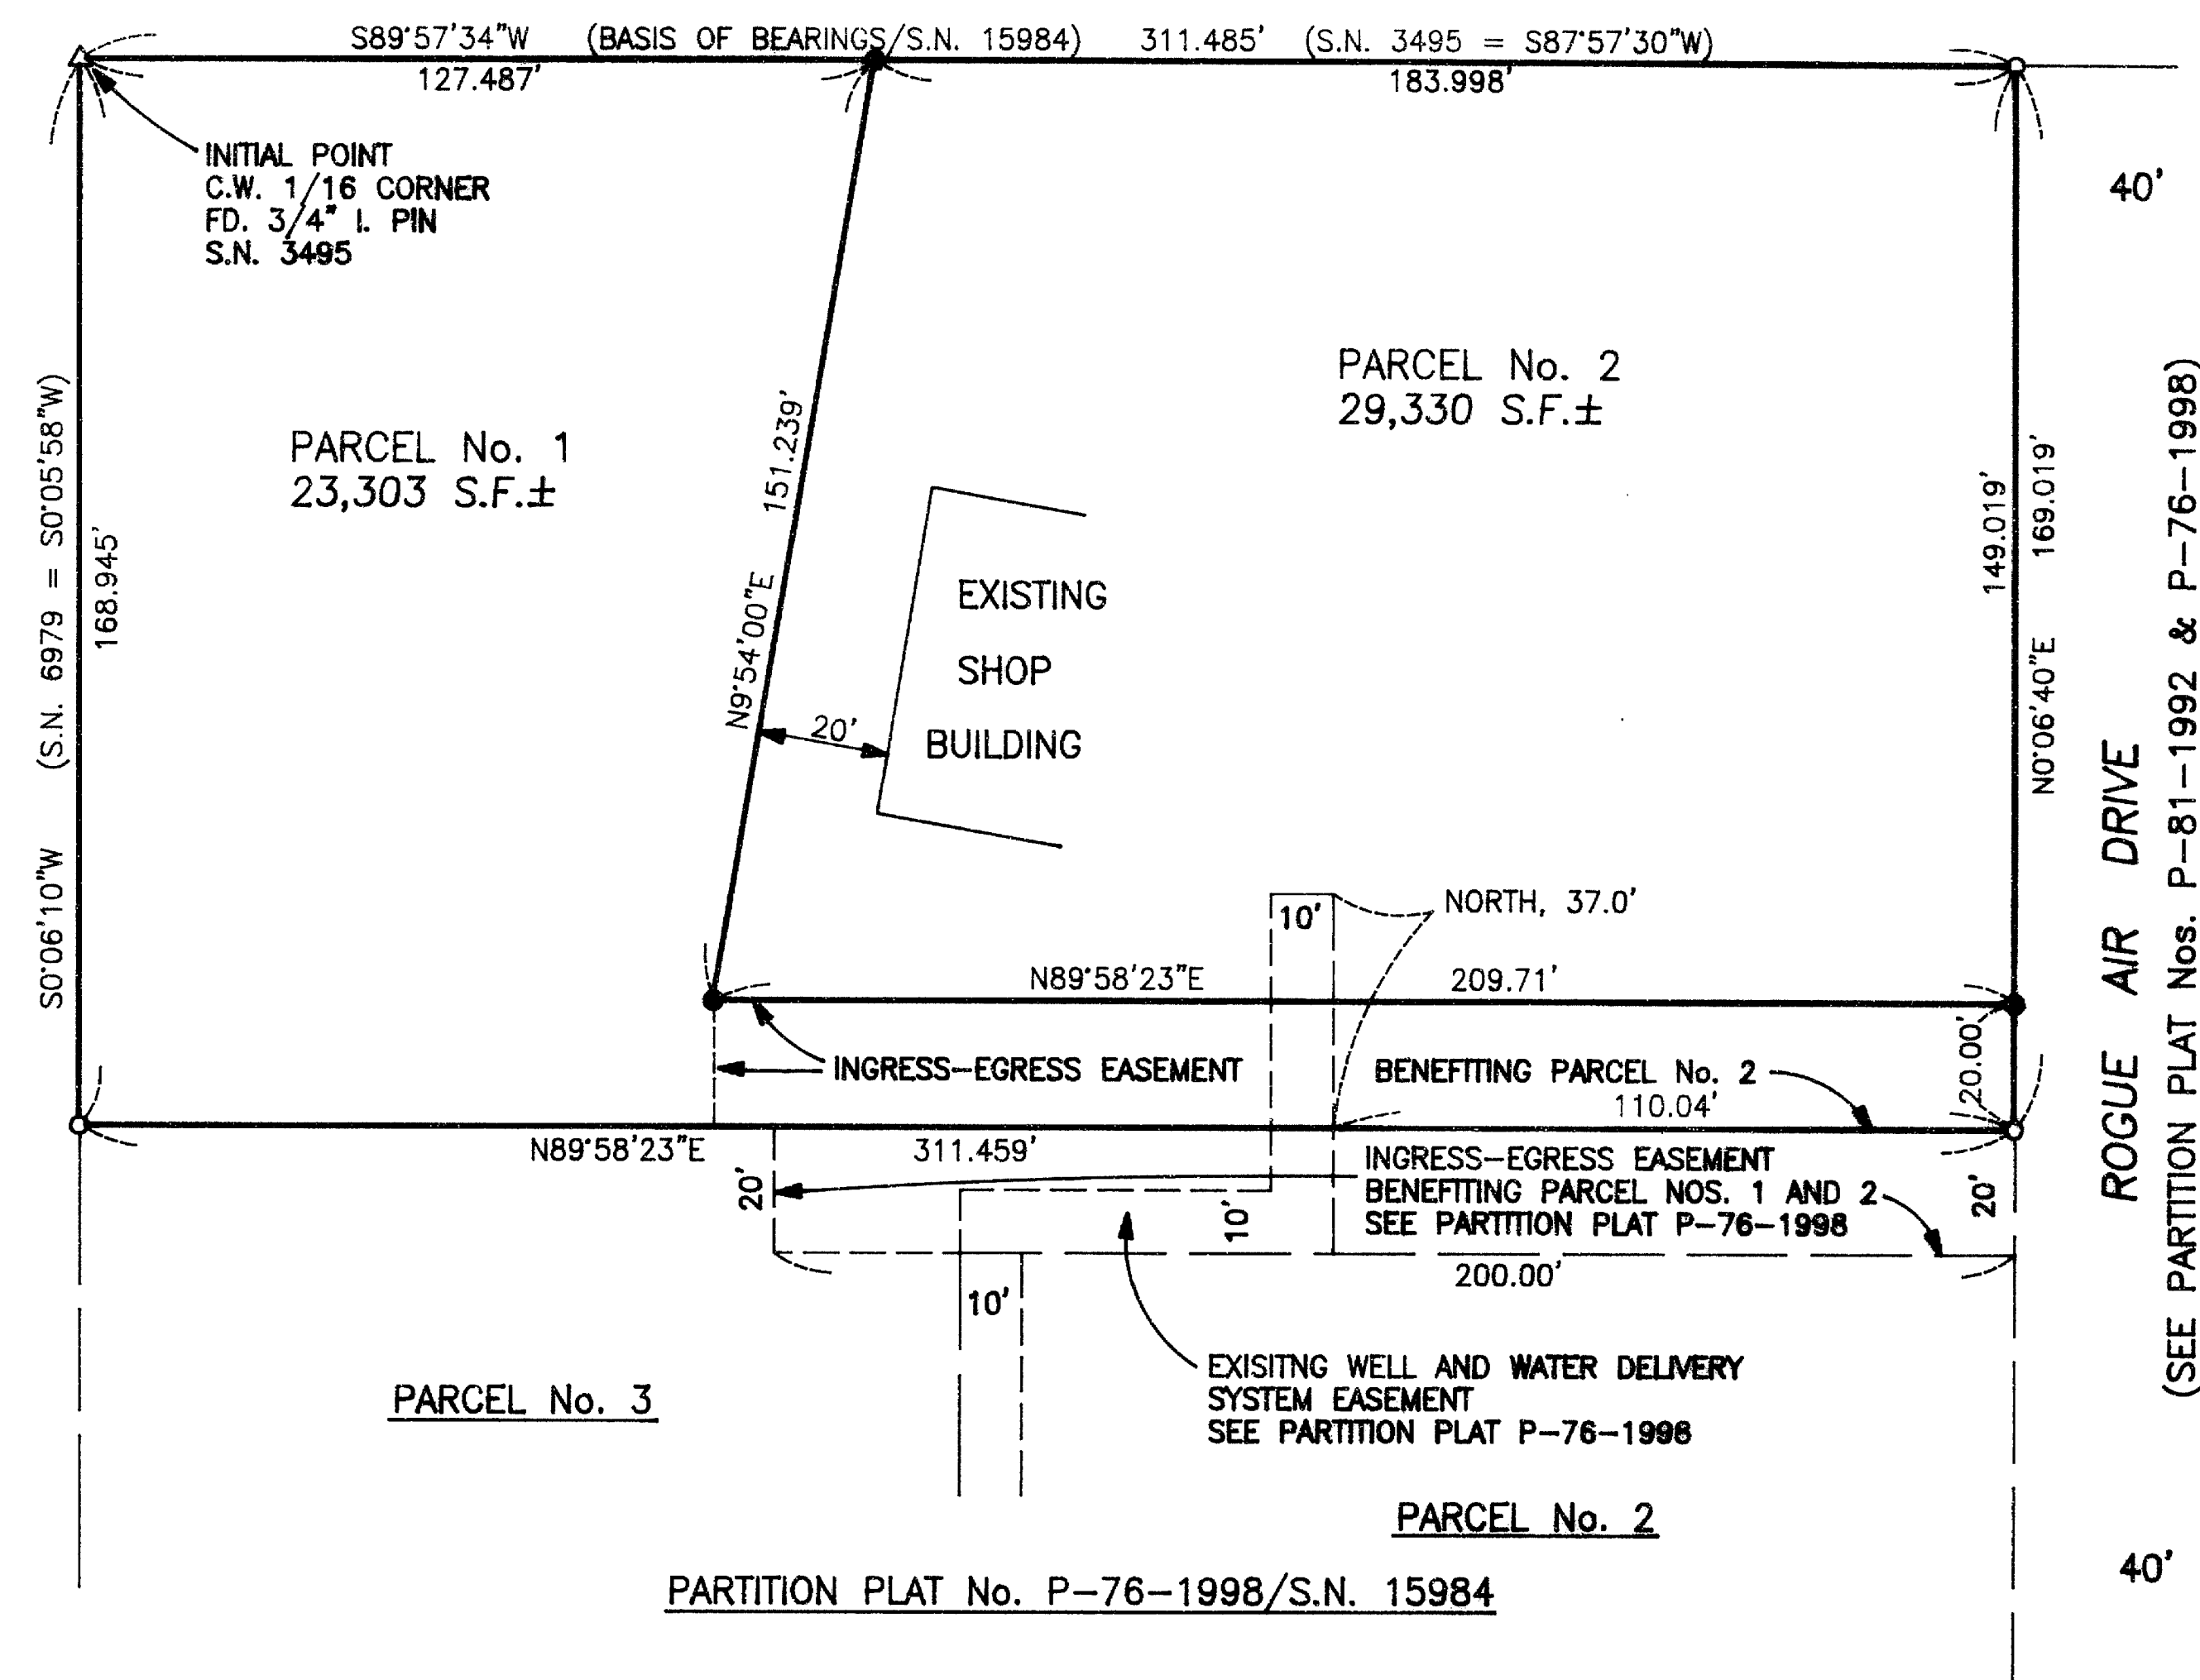 S89°57'34"W (BASIS OF BEARINGS/S.N. 15984) 311.485' (S.N. 3495 = S87°57'30"W)
127.487'
183.998'
INITIAL POINT
C.W. 1/16 CORNER
FD. 3/4" I. PIN
S.N. 3495
40'
PARCEL No. 2
29,330 S.F.±
PARCEL No. 1
23,303 S.F.±
S0°06'10"W (S.N. 6979 = S0°05'58"W)
168.945'
N9°54'00"E 151.239'
EXISTING
SHOP
BUILDING
20'
149.019'
N0°06'40"E 169.019'
ROGUE AIR DRIVE
(SEE PARTITION PLAT Nos. P-81-1992 & P-76-1998)
10'
NORTH, 37.0'
N89°58'23"E 209.71'
20.00'
INGRESS-EGRESS EASEMENT
BENEFITING PARCEL No. 2
110.04'
N89°58'23"E 311.459'
20'
INGRESS-EGRESS EASEMENT
BENEFITING PARCEL NOS. 1 AND 2
SEE PARTITION PLAT P-76-1998
20'
10'
200.00'
10'
EXISITNG WELL AND WATER DELIVERY
SYSTEM EASEMENT
SEE PARTITION PLAT P-76-1998
PARCEL No. 3
PARCEL No. 2
PARTITION PLAT No. P-76-1998/S.N. 15984
40'